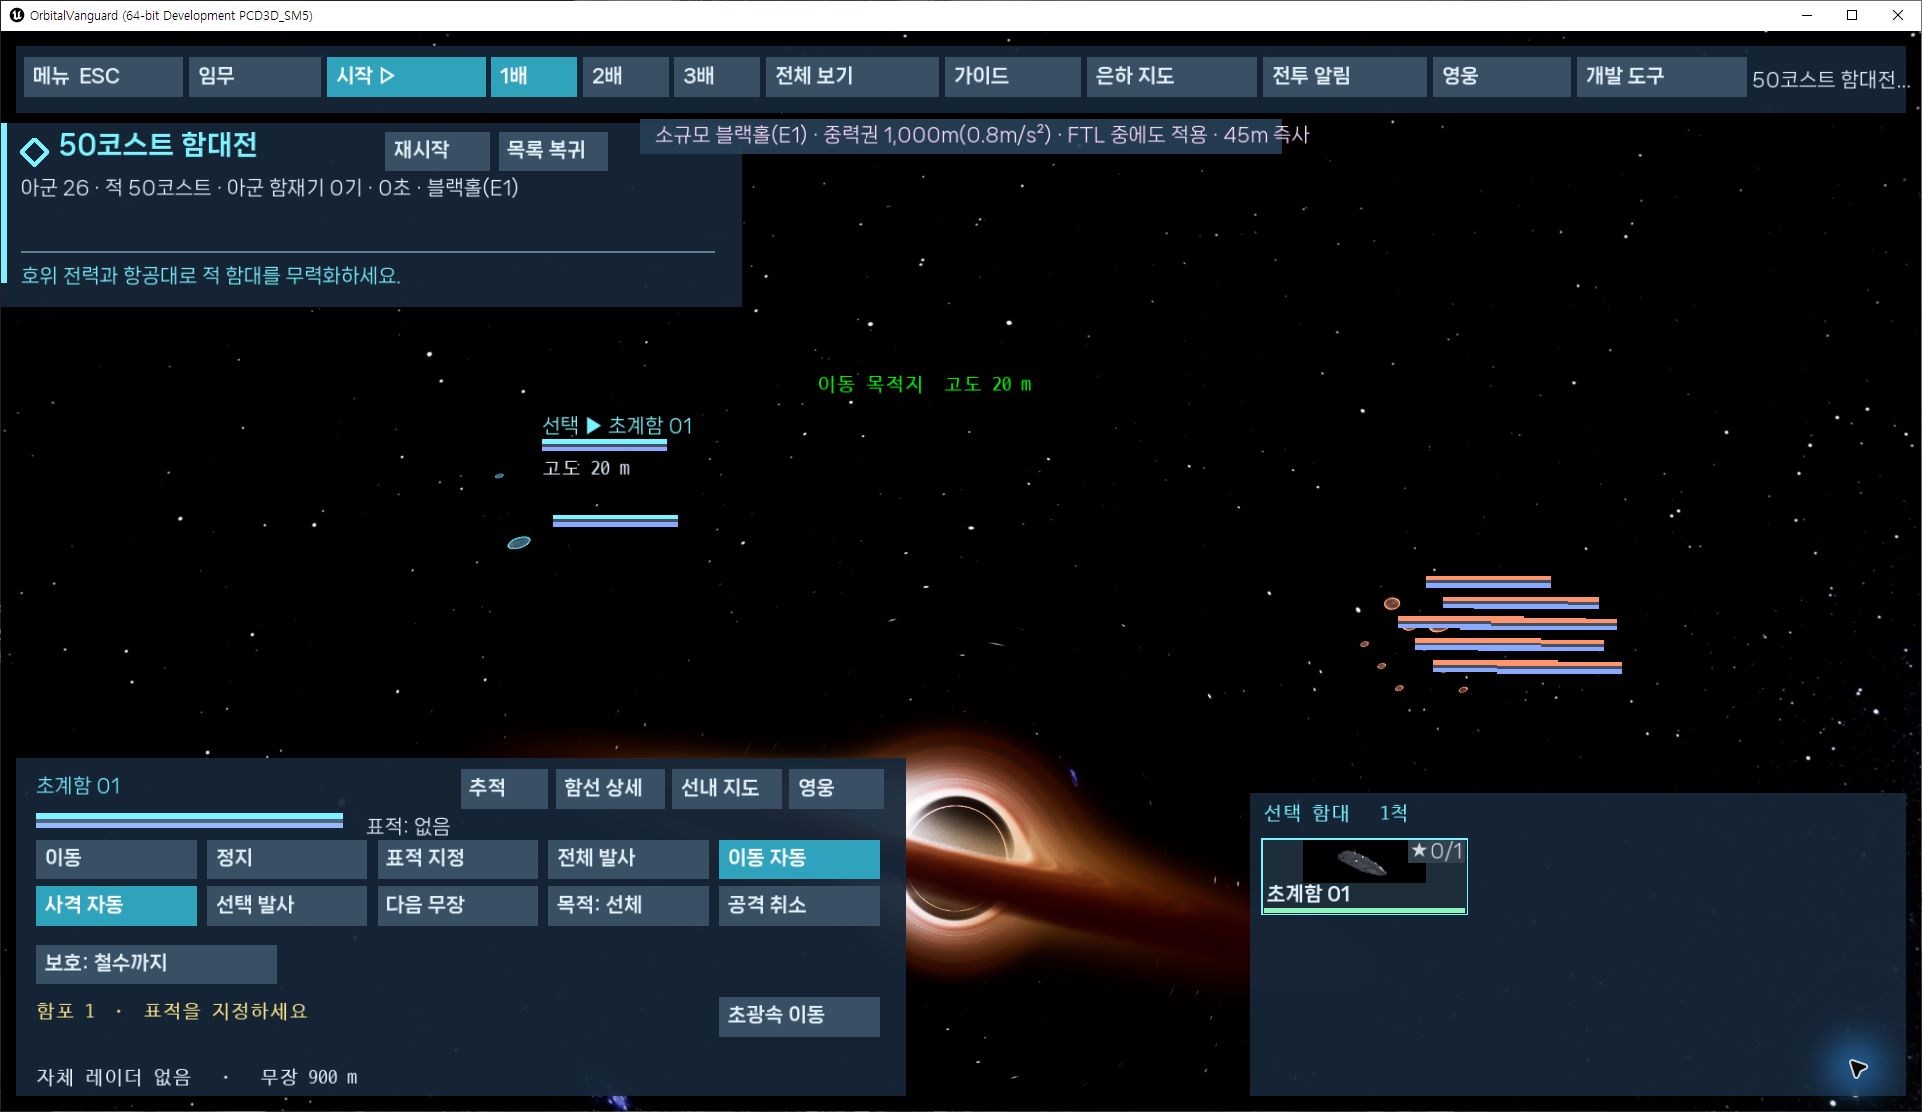 OrbitalVanguard (64-bit Development PCD3D_SM5)
메뉴 ESC 임무 시작 ▷ 1배 2배 3배 전체 보기 가이드 은하 지도 전투 알림 영웅 개발 도구 50코스트 함대전...
50코스트 함대전 재시작 목록 복귀
소규모 블랙홀(E1) · 중력권 1,000m(0.8m/s²) · FTL 중에도 적용 · 45m 즉사
아군 26 · 적 50코스트 · 아군 함재기 0기 · 0초 · 블랙홀(E1)
호위 전력과 항공대로 적 함대를 무력화하세요.
이동 목적지 고도 20 m
선택 ▶ 초계함 01
고도 20 m
초계함 01 추적 함선 상세 선내 지도 영웅
표적: 없음
이동 정지 표적 지정 전체 발사 이동 자동
사격 자동 선택 발사 다음 무장 목적: 선체 공격 취소
보호: 철수까지
함포 1 · 표적을 지정하세요
초광속 이동
자체 레이더 없음 · 무장 900 m
선택 함대 1척
★0/1
초계함 01